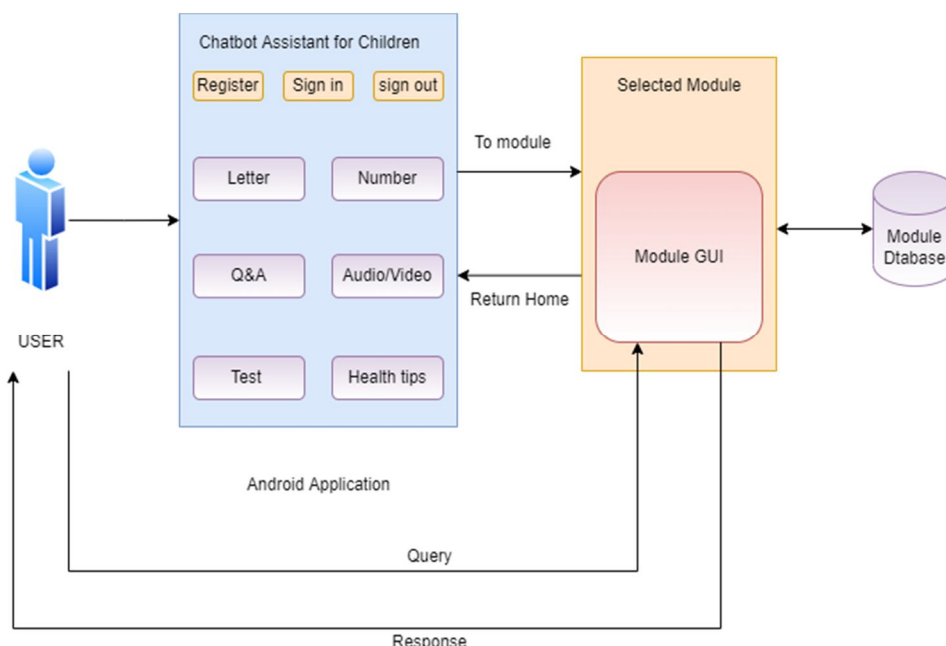 Chatbot Assistant for Children
Register
Sign in
sign out
Selected Module
To module
Letter
Number
Module GUI
Module
Dtabase
Q&A
Audio/Video
Return Home
USER
Test
Health tips
Android Application
Query
Response